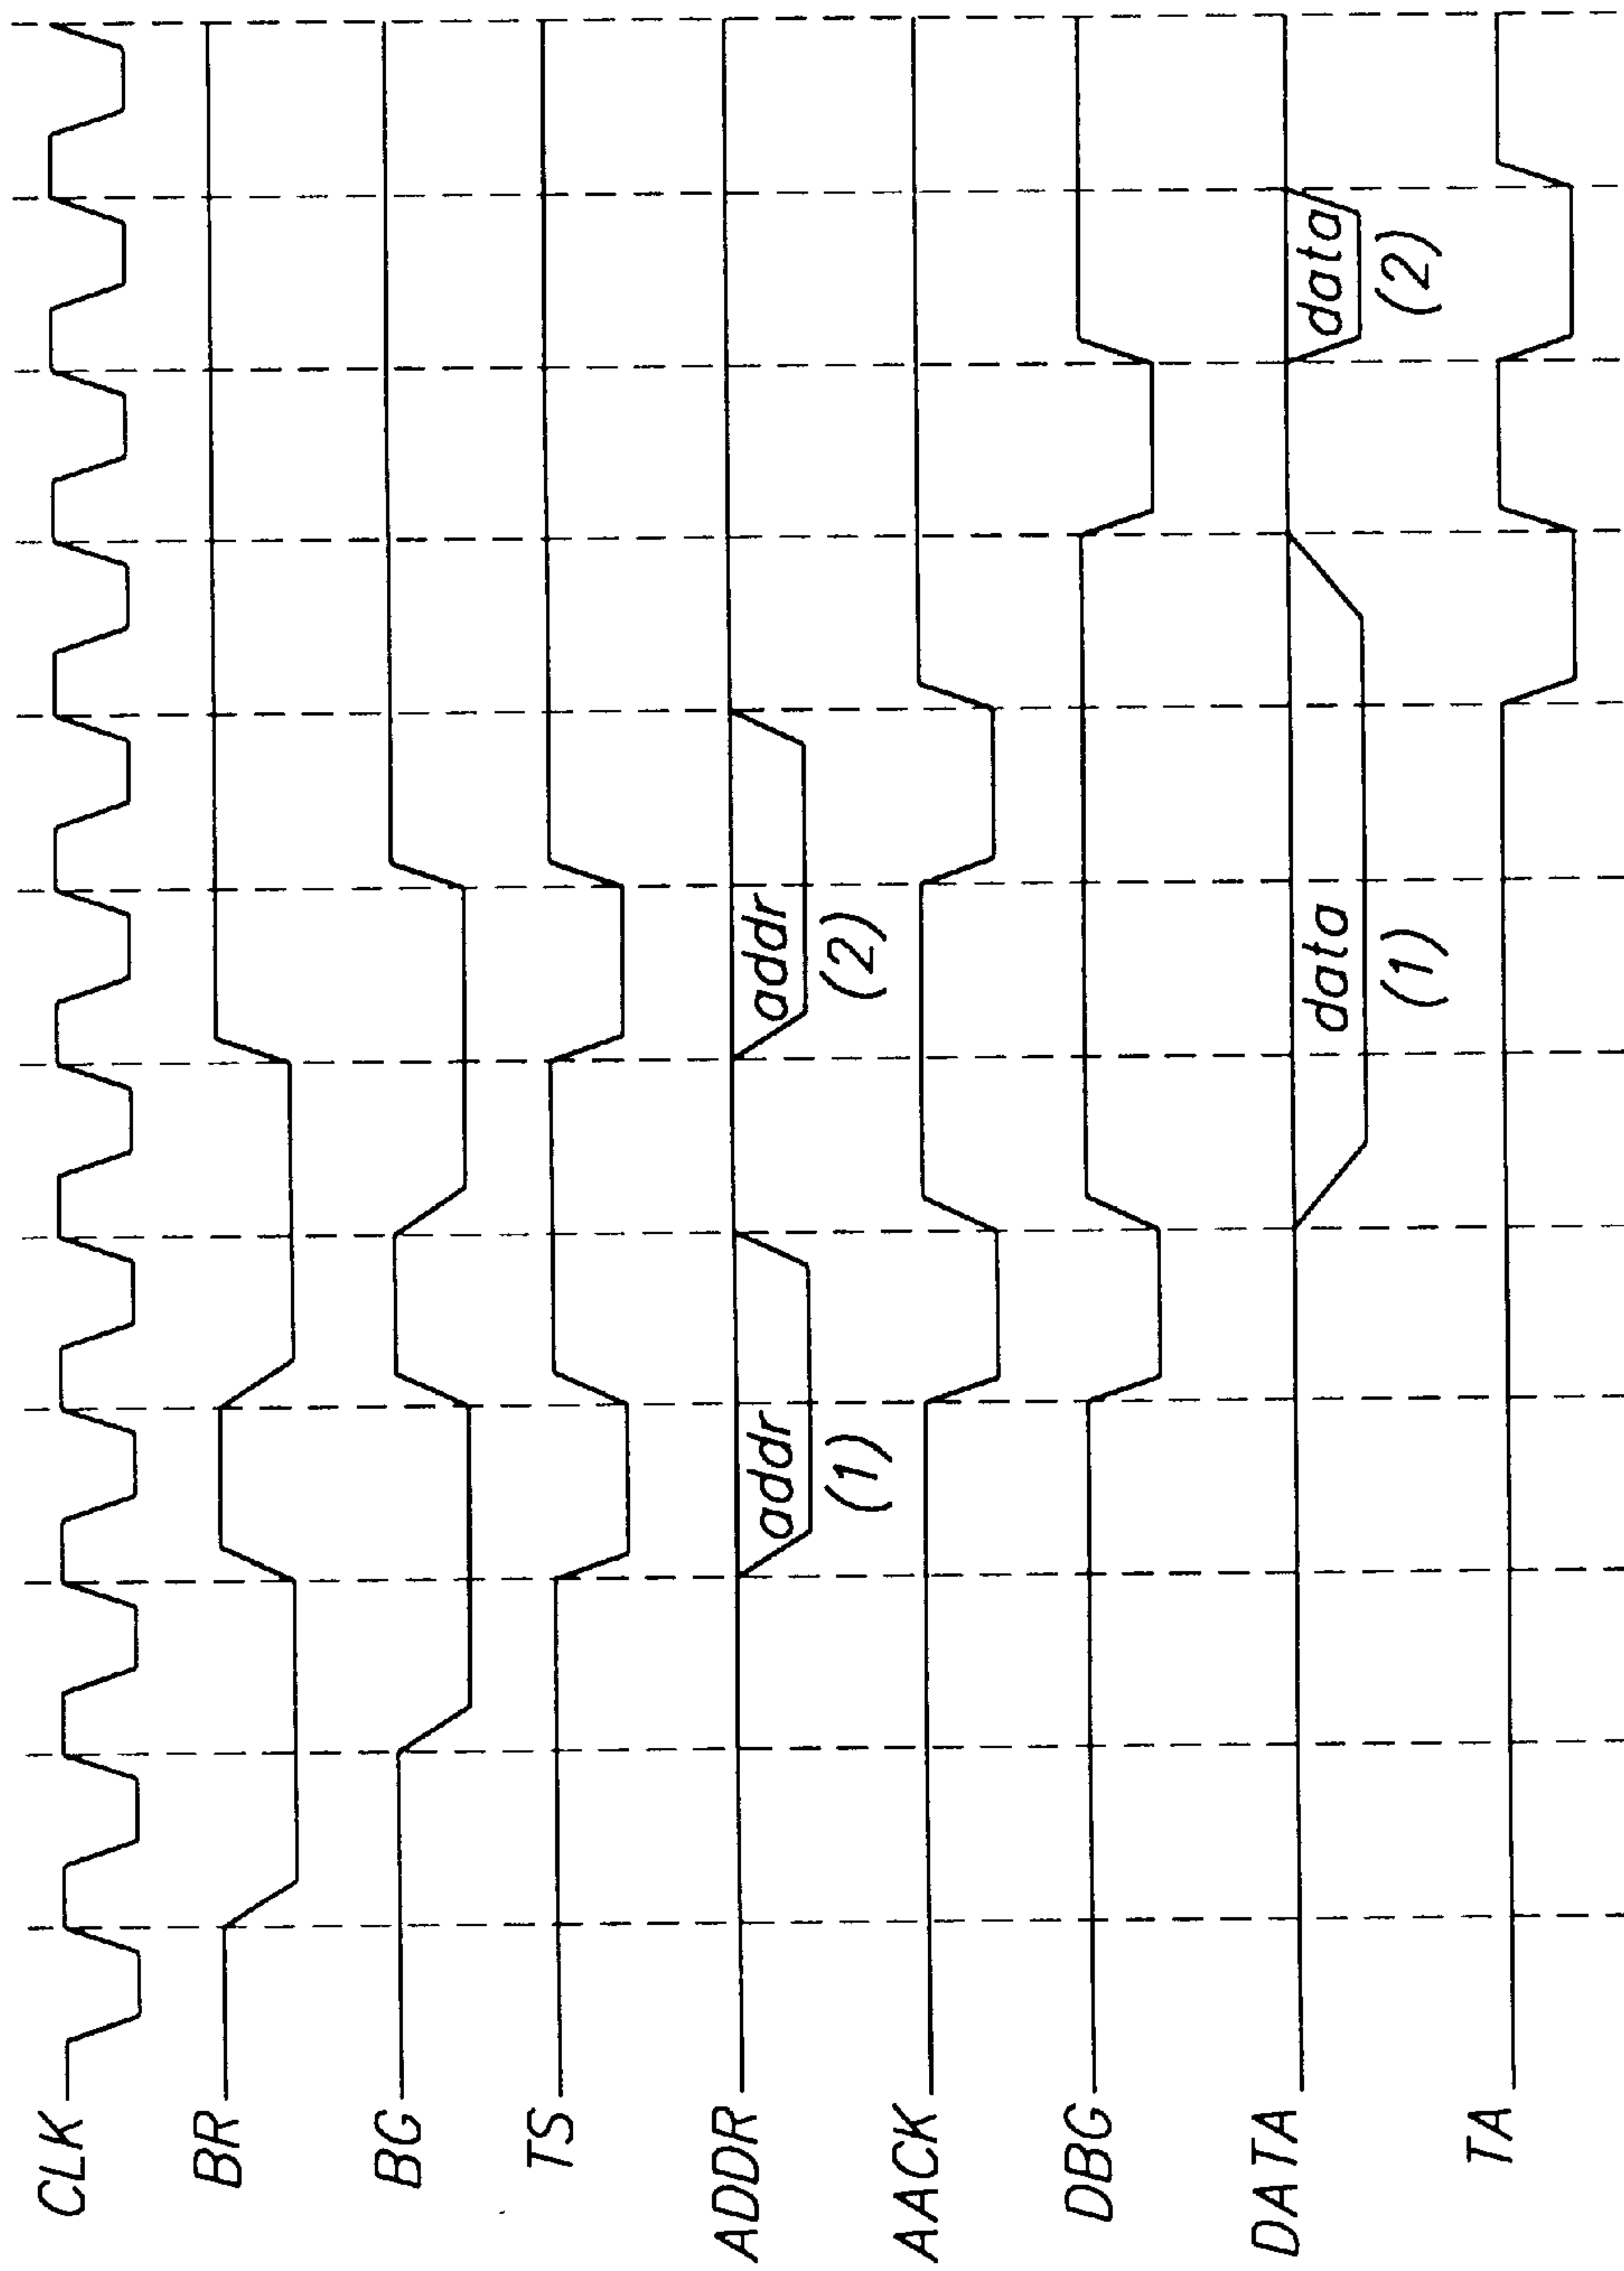 CLK
BR
BG
TS
ADDR
addr
(1)
addr
(2)
AACK
DBG
DATA
data
(1)
data
(2)
TA